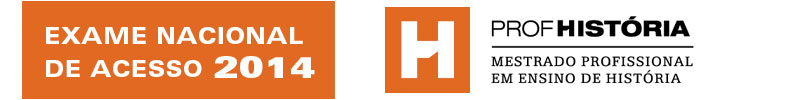 EXAME NACIONAL
DE ACESSO 2014
H
PROFHISTÓRIA
MESTRADO PROFISSIONAL
EM ENSINO DE HISTÓRIA